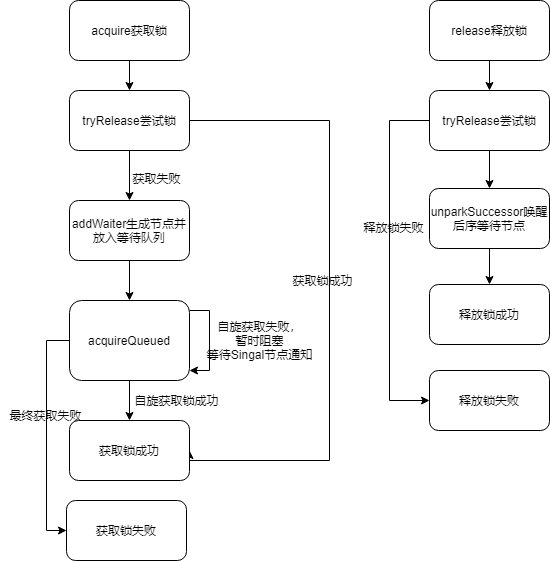 acquire获取锁
tryRelease尝试锁
获取失败
addWaiter生成节点并
放入等待队列
获取锁成功
acquireQueued
自旋获取失败，
暂时阻塞
等待Singal节点通知
自旋获取锁成功
最终获取失败
获取锁成功
获取锁失败
release释放锁
tryRelease尝试锁
释放锁失败
unparkSuccessor唤醒
后序等待节点
释放锁成功
释放锁失败